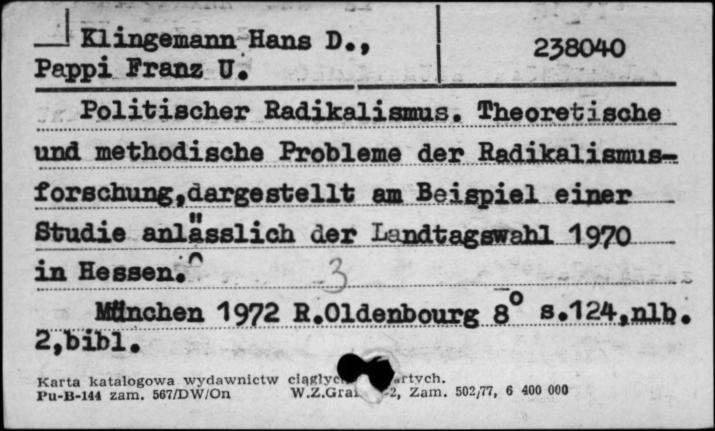 Klingemann Hans D., 238040
Pappi Franz U.
Politischer Radikalismus. Theoretische
und methodische Probleme der Radikalismus-
forschung,dargestellt am Beispiel einer
Studie anlässlich der Landtagswahl 1970
in Hessen.
3
München 1972 R.Oldenbourg 8° s.124,nlb.
2,bibl.
Karta katalogowa wydawnictw
Pu-B-144 zam. 567/DW/On W.Z.Graf. Zam. 502/77, 6 400 000